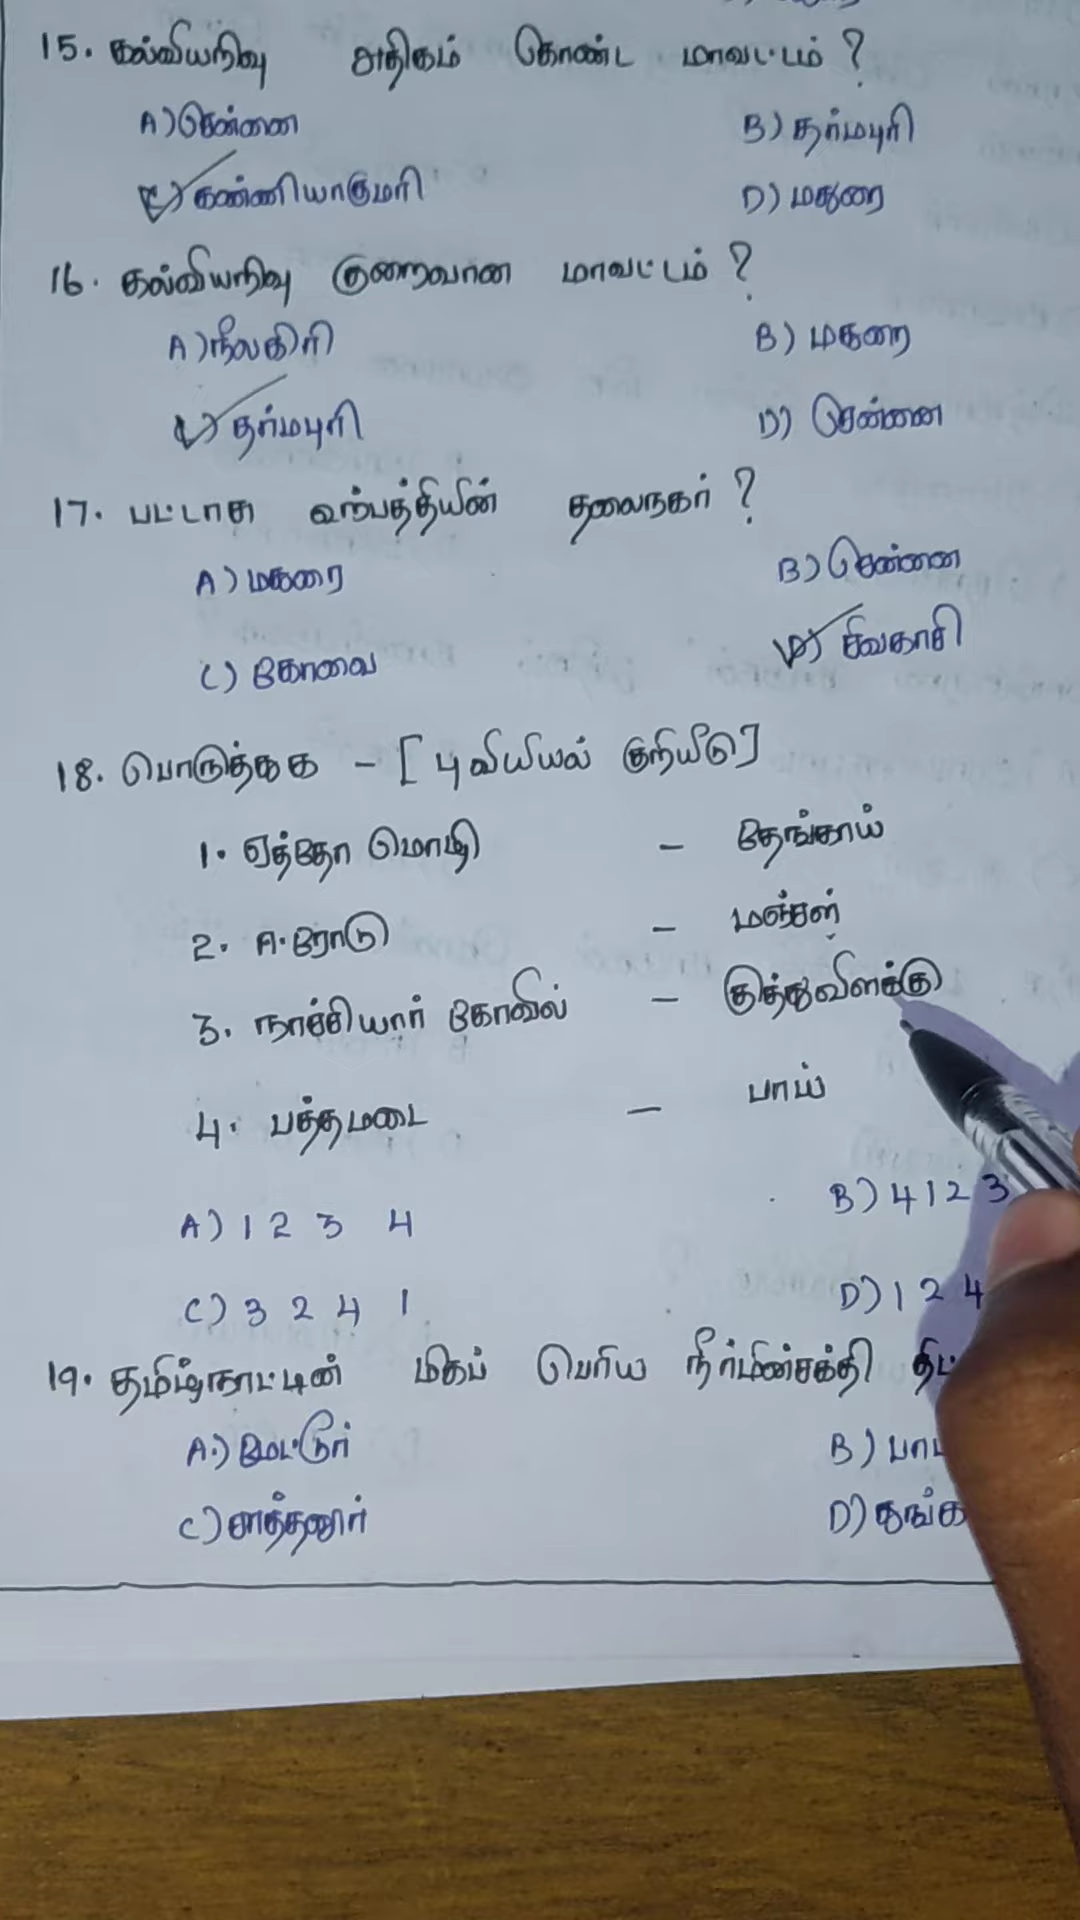 15. கல்வியறிவு அதிகம் கொண்ட மாவட்டம் ?
A) சென்னை B) தர்மபுரி
C) கன்னியாகுமரி D) மதுரை
16. கல்வியறிவு குறைவான மாவட்டம் ?
A) நீலகிரி B) மதுரை
C) தர்மபுரி D) சென்னை
17. பட்டாசு உற்பத்தியின் தலைநகர் ?
A) மதுரை B) சென்னை
C) கோவை D) சிவகாசி
18. பொருத்தக - [ புவியியல் குறியீடு ]
1. ஏத்தோ மொழி - தேங்காய்
2. ஈ.ரோடு - மஞ்சள்
3. நாச்சியார் கோவில் - குத்துவிளக்கு
4. பத்தமடை - பாய்
A) 1 2 3 4 B) 4 1 2 3
C) 3 2 4 1 D) 1 2 4
19. தமிழ்நாட்டின் மிகப் பெரிய நீர்மின்சக்தி
A.) மேட்டூர் B)
C) சாத்தனூர் D)